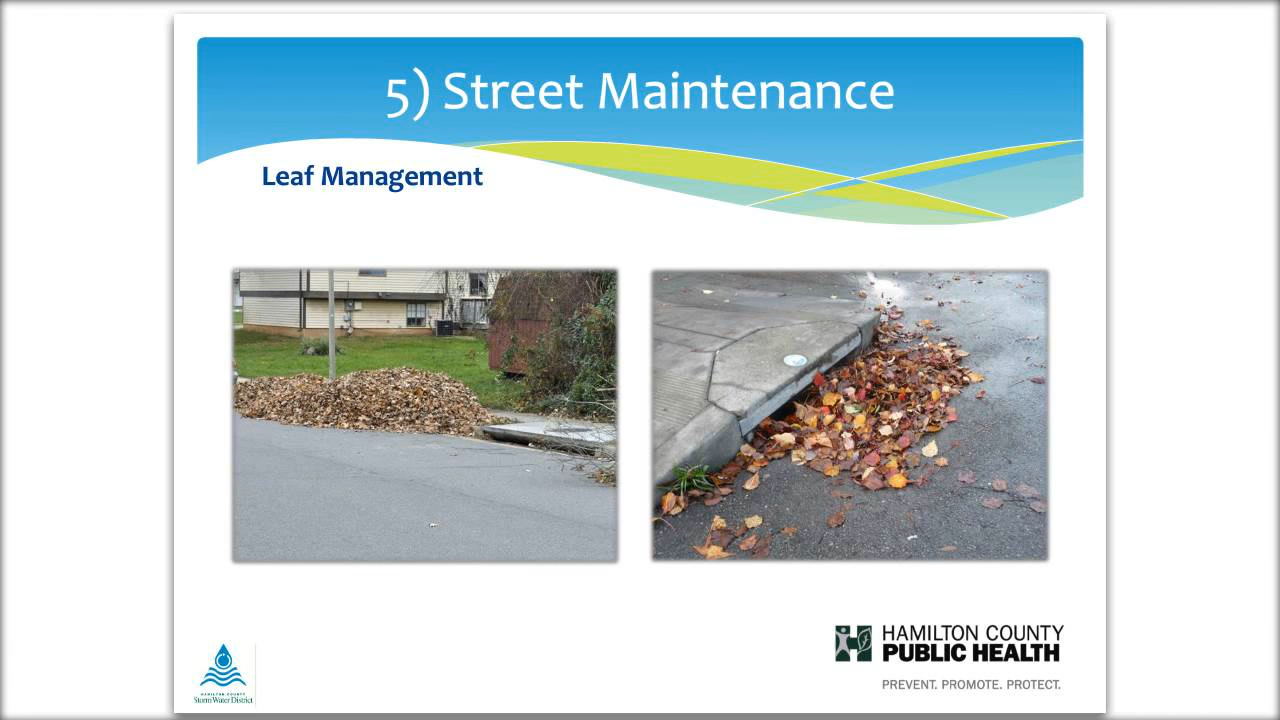 5) Street Maintenance
Leaf Management
HAMILTON COUNTY
PUBLIC HEALTH
PREVENT. PROMOTE. PROTECT.
HAMILTON COUNTY
Storm Water District